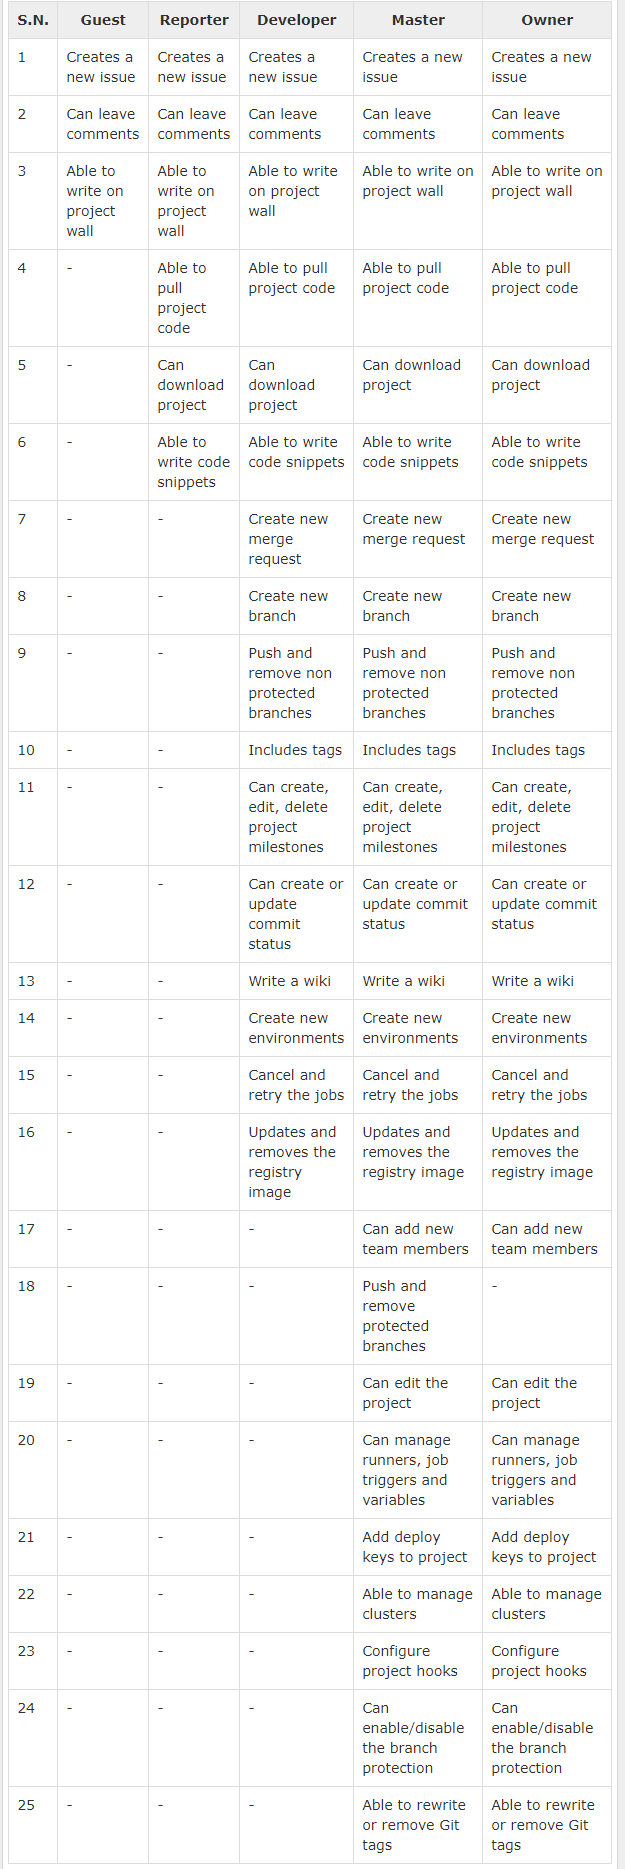 S.N. Guest Reporter Developer Master Owner
1 Creates a Creates a Creates a Creates a new Creates a new
new issue new issue new issue issue issue
2 Can leave Can leave Can leave Can leave Can leave
comments comments comments comments comments
3 Able to Able to Able to write Able to write on Able to write on
write on write on on project project wall project wall
project project wall
wall wall
4 - Able to Able to pull Able to pull Able to pull
pull project code project code project code
project
code
5 - Can Can Can download Can download
download download project project
project project
6 - Able to Able to write Able to write Able to write
write code code snippets code snippets code snippets
snippets
7 - - Create new Create new Create new
merge merge request merge request
request
8 - - Create new Create new Create new
branch branch branch
9 - - Push and Push and Push and
remove non remove non remove non
protected protected protected
branches branches branches
10 - - Includes tags Includes tags Includes tags
11 - - Can create, Can create, Can create,
edit, delete edit, delete edit, delete
project project project
milestones milestones milestones
12 - - Can create or Can create or Can create or
update update commit update commit
commit status status
status
13 - - Write a wiki Write a wiki Write a wiki
14 - - Create new Create new Create new
environments environments environments
15 - - Cancel and Cancel and Cancel and
retry the jobs retry the jobs retry the jobs
16 - - Updates and Updates and Updates and
removes the removes the removes the
registry registry image registry image
image
17 - - - Can add new Can add new
team members team members
18 - - - Push and -
remove
protected
branches
19 - - - Can edit the Can edit the
project project
20 - - - Can manage Can manage
runners, job runners, job
triggers and triggers and
variables variables
21 - - - Add deploy Add deploy
keys to project keys to project
22 - - - Able to manage Able to manage
clusters clusters
23 - - - Configure Configure
project hooks project hooks
24 - - - Can Can
enable/disable enable/disable
the branch the branch
protection protection
25 - - - Able to rewrite Able to rewrite
or remove Git or remove Git
tags tags